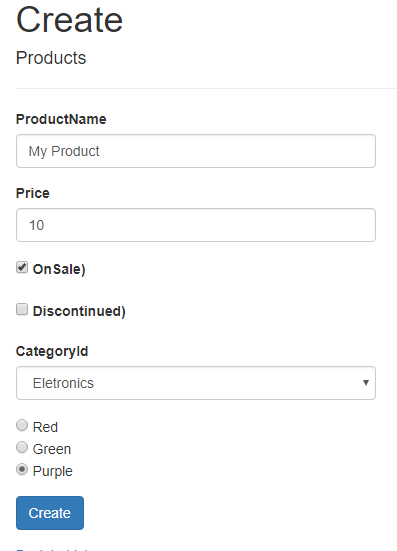 Create
Products
ProductName
My Product
Price
10
OnSale)
Discontinued)
CategoryId
Eletronics
Red
Green
Purple
Create